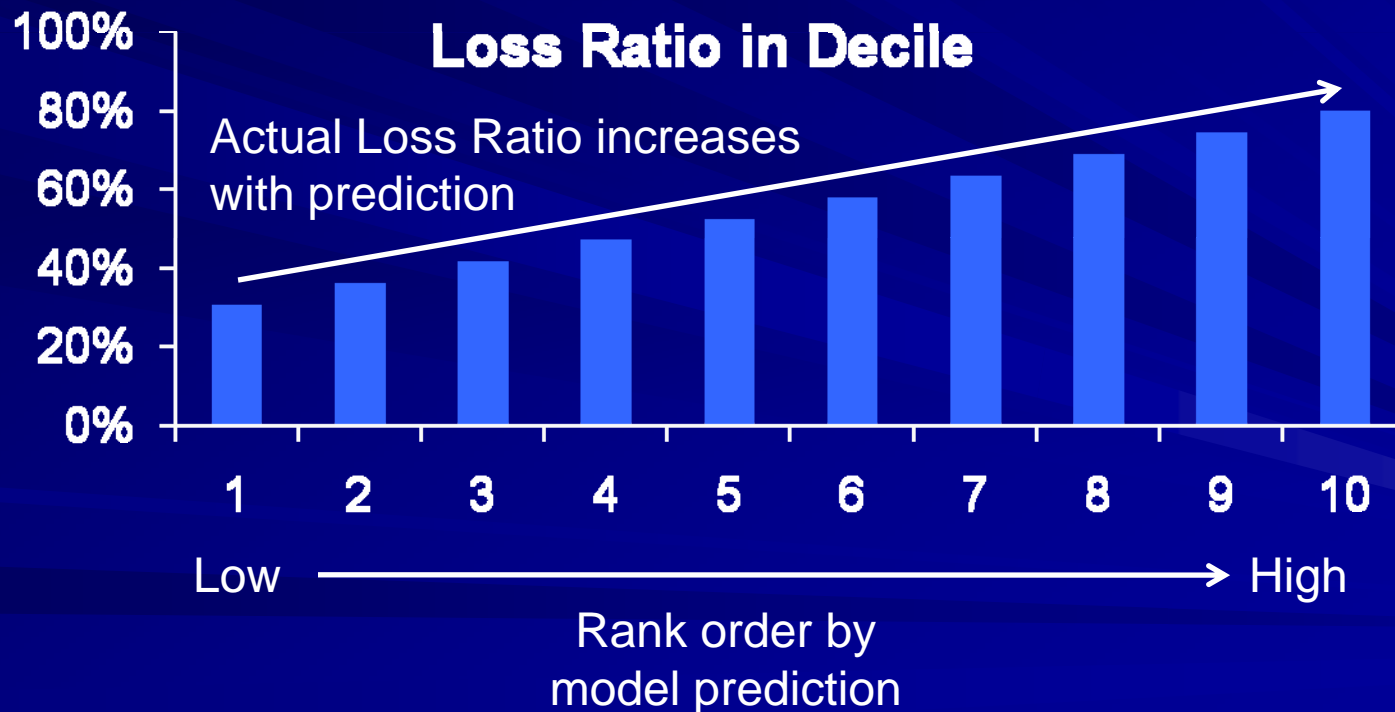 Loss Ratio in Decile
100%
80%
60%
40%
20%
0%
Actual Loss Ratio increases
with prediction
1 2 3 4 5 6 7 8 9 10
Low High
Rank order by
model prediction